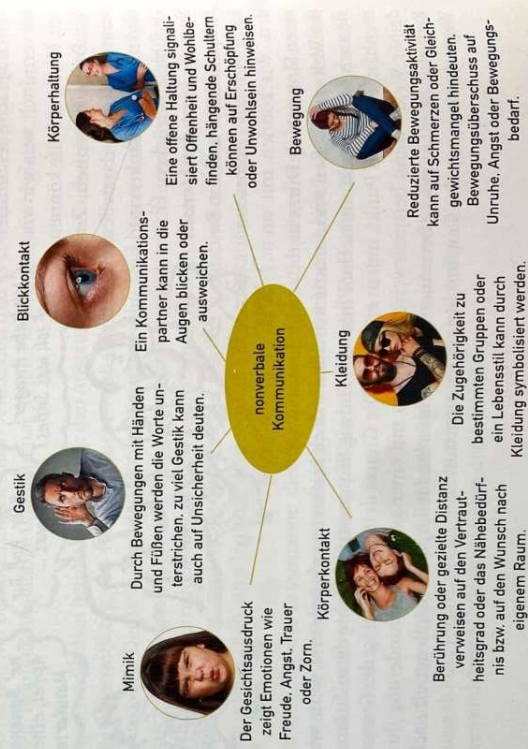 Mimik
Der Gesichtsausdruck
zeigt Emotionen wie
Freude, Angst, Trauer
oder Zorn.
Gestik
Durch Bewegungen mit Händen
und Füßen werden die Worte un-
terstrichen, zu viel Gestik kann
auch auf Unsicherheit deuten.
Blickkontakt
Ein Kommunikations-
partner kann in die
Augen blicken oder
ausweichen.
Körperhaltung
Eine offene Haltung signali-
siert Offenheit und Wohlbe-
finden, hängende Schultern
können auf Erschöpfung
oder Unwohlsein hinweisen.
nonverbale
Kommunikation
Körperkontakt
Berührung oder gezielte Distanz
verweisen auf den Vertraut-
heitsgrad oder das Nähebedürf-
nis bzw. auf den Wunsch nach
eigenem Raum.
Kleidung
Die Zugehörigkeit zu
bestimmten Gruppen oder
ein Lebensstil kann durch
Kleidung symbolisiert werden.
Bewegung
Reduzierte Bewegungsaktivität
kann auf Schmerzen oder Gleich-
gewichtsmangel hindeuten.
Bewegungsüberschuss auf
Unruhe, Angst oder Bewegungs-
bedarf.